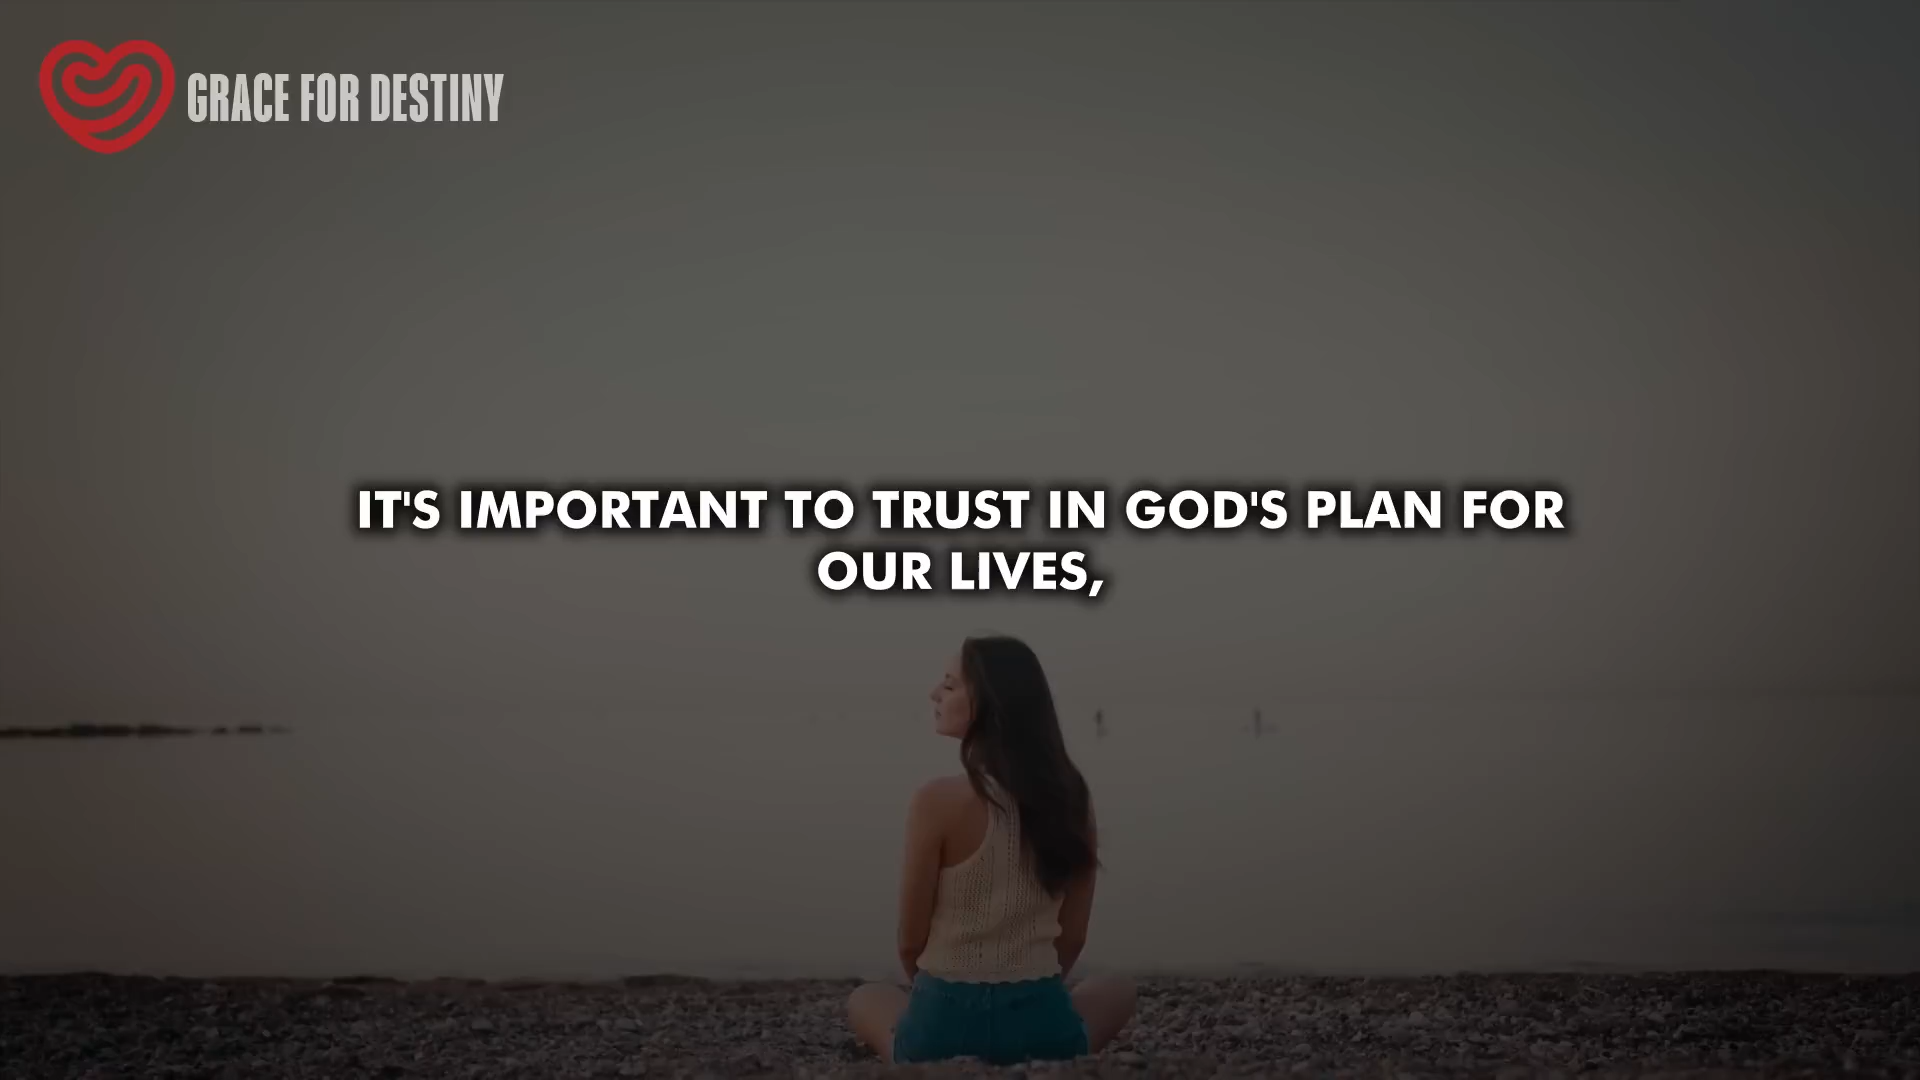 GRACE FOR DESTINY
IT'S IMPORTANT TO TRUST IN GOD'S PLAN FOR
OUR LIVES,